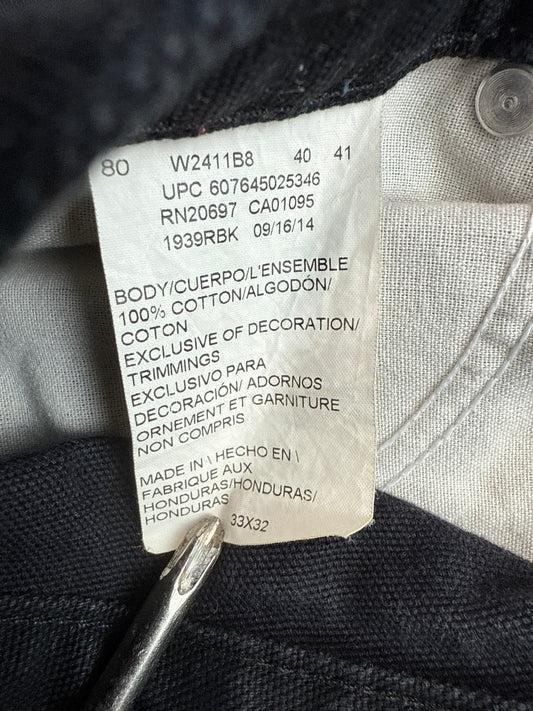 80 W2411B8 40 41
UPC 607645025346
RN20697 CA01095
1939RBK 09/16/14
BODY/CUERPO/L'ENSEMBLE
100% COTTON/ALGODÓN/
COTON
EXCLUSIVE OF DECORATION/
TRIMMINGS
EXCLUSIVO PARA
DECORACIÓN/ ADORNOS
ORNEMENT ET GARNITURE
NON COMPRIS
MADE IN \ HECHO EN \
FABRIQUE AUX
HONDURAS/HONDURAS/
HONDURAS
33X32